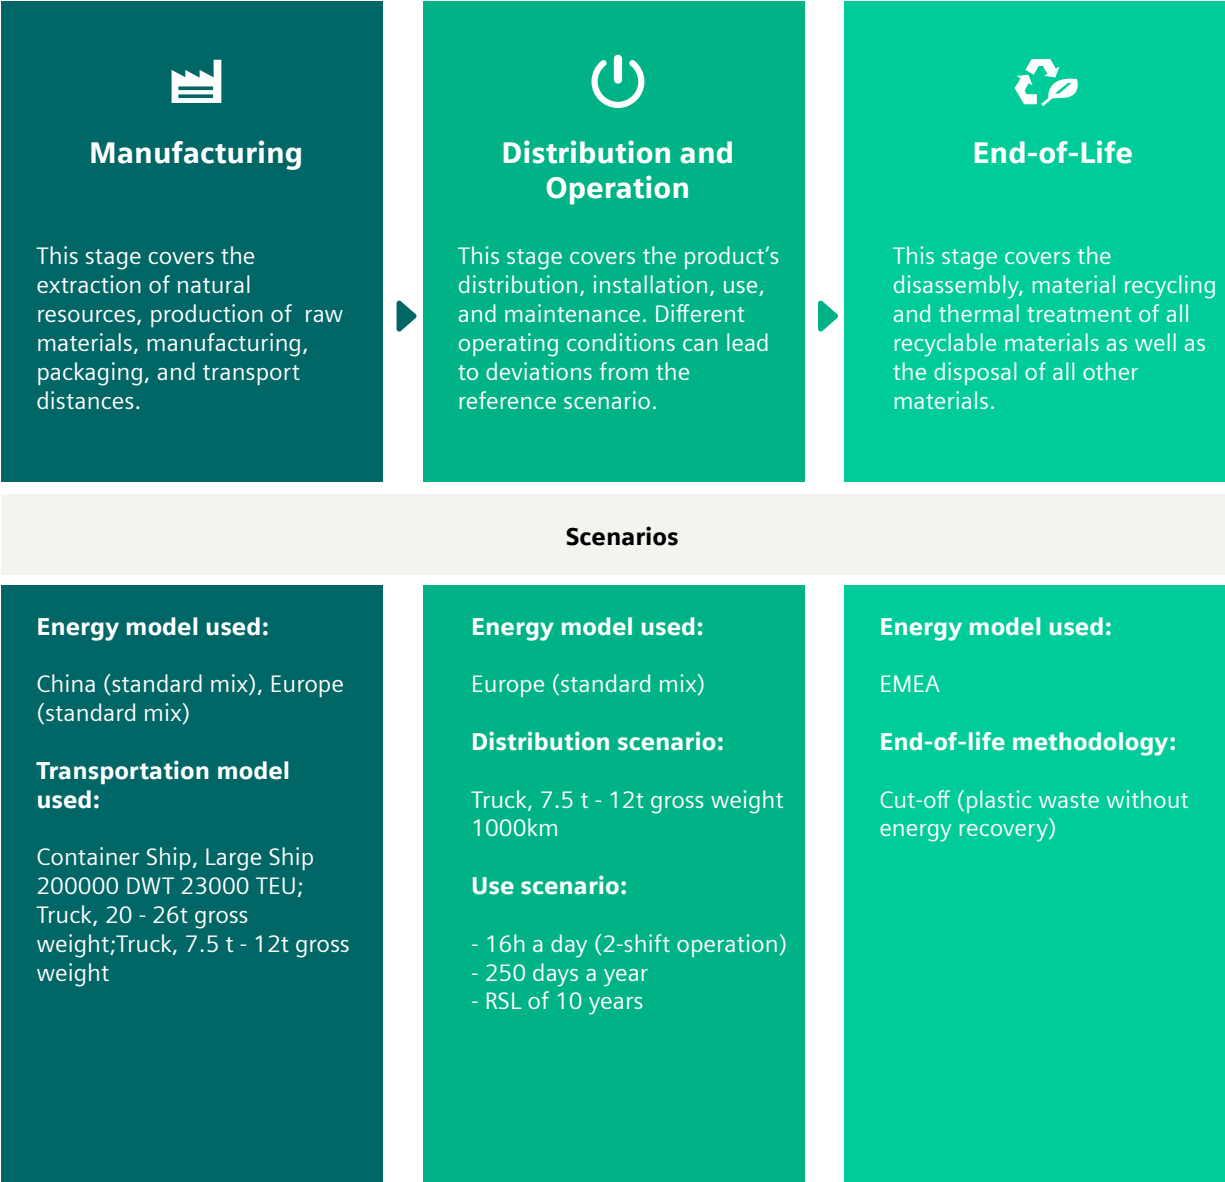 Manufacturing
This stage covers the
extraction of natural
resources, production of  raw
materials, manufacturing,
packaging, and transport
distances.
Distribution and
Operation
This stage covers the product’s
distribution, installation, use,
and maintenance. Different
operating conditions can lead
to deviations from the
reference scenario.
End-of-Life
This stage covers the
disassembly, material recycling
and thermal treatment of all
recyclable materials as well as
the disposal of all other
materials.
Scenarios
Energy model used:
China (standard mix), Europe
(standard mix)
Transportation model
used:
Container Ship, Large Ship
200000 DWT 23000 TEU;
Truck, 20 - 26t gross
weight;Truck, 7.5 t - 12t gross
weight
Energy model used:
Europe (standard mix)
Distribution scenario:
Truck, 7.5 t - 12t gross weight
1000km
Use scenario:
- 16h a day (2-shift operation)
- 250 days a year
- RSL of 10 years
Energy model used:
EMEA
End-of-life methodology:
Cut-off (plastic waste without
energy recovery)